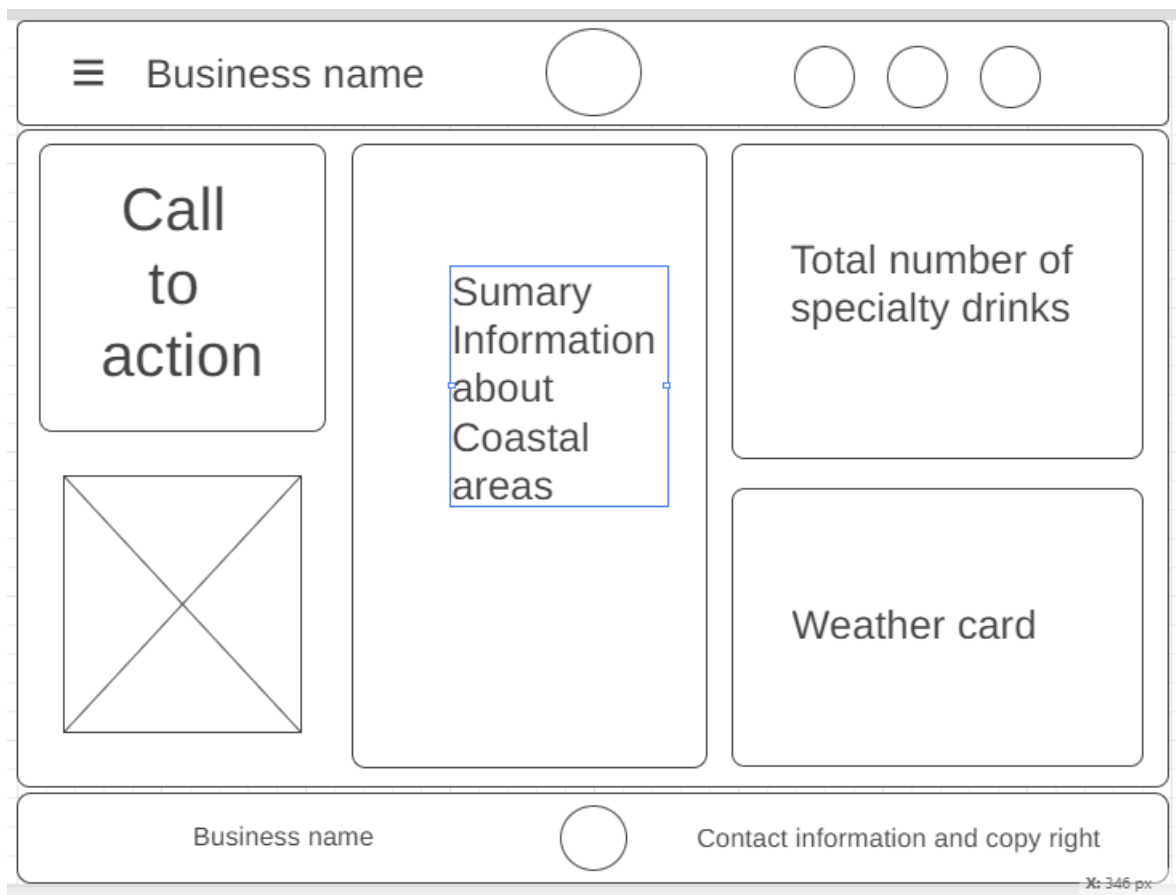 Business name
Call
to
action
Sumary
Information
about
Coastal
areas
Total number of
specialty drinks
Weather card
Business name
Contact information and copy right
X: 346 px